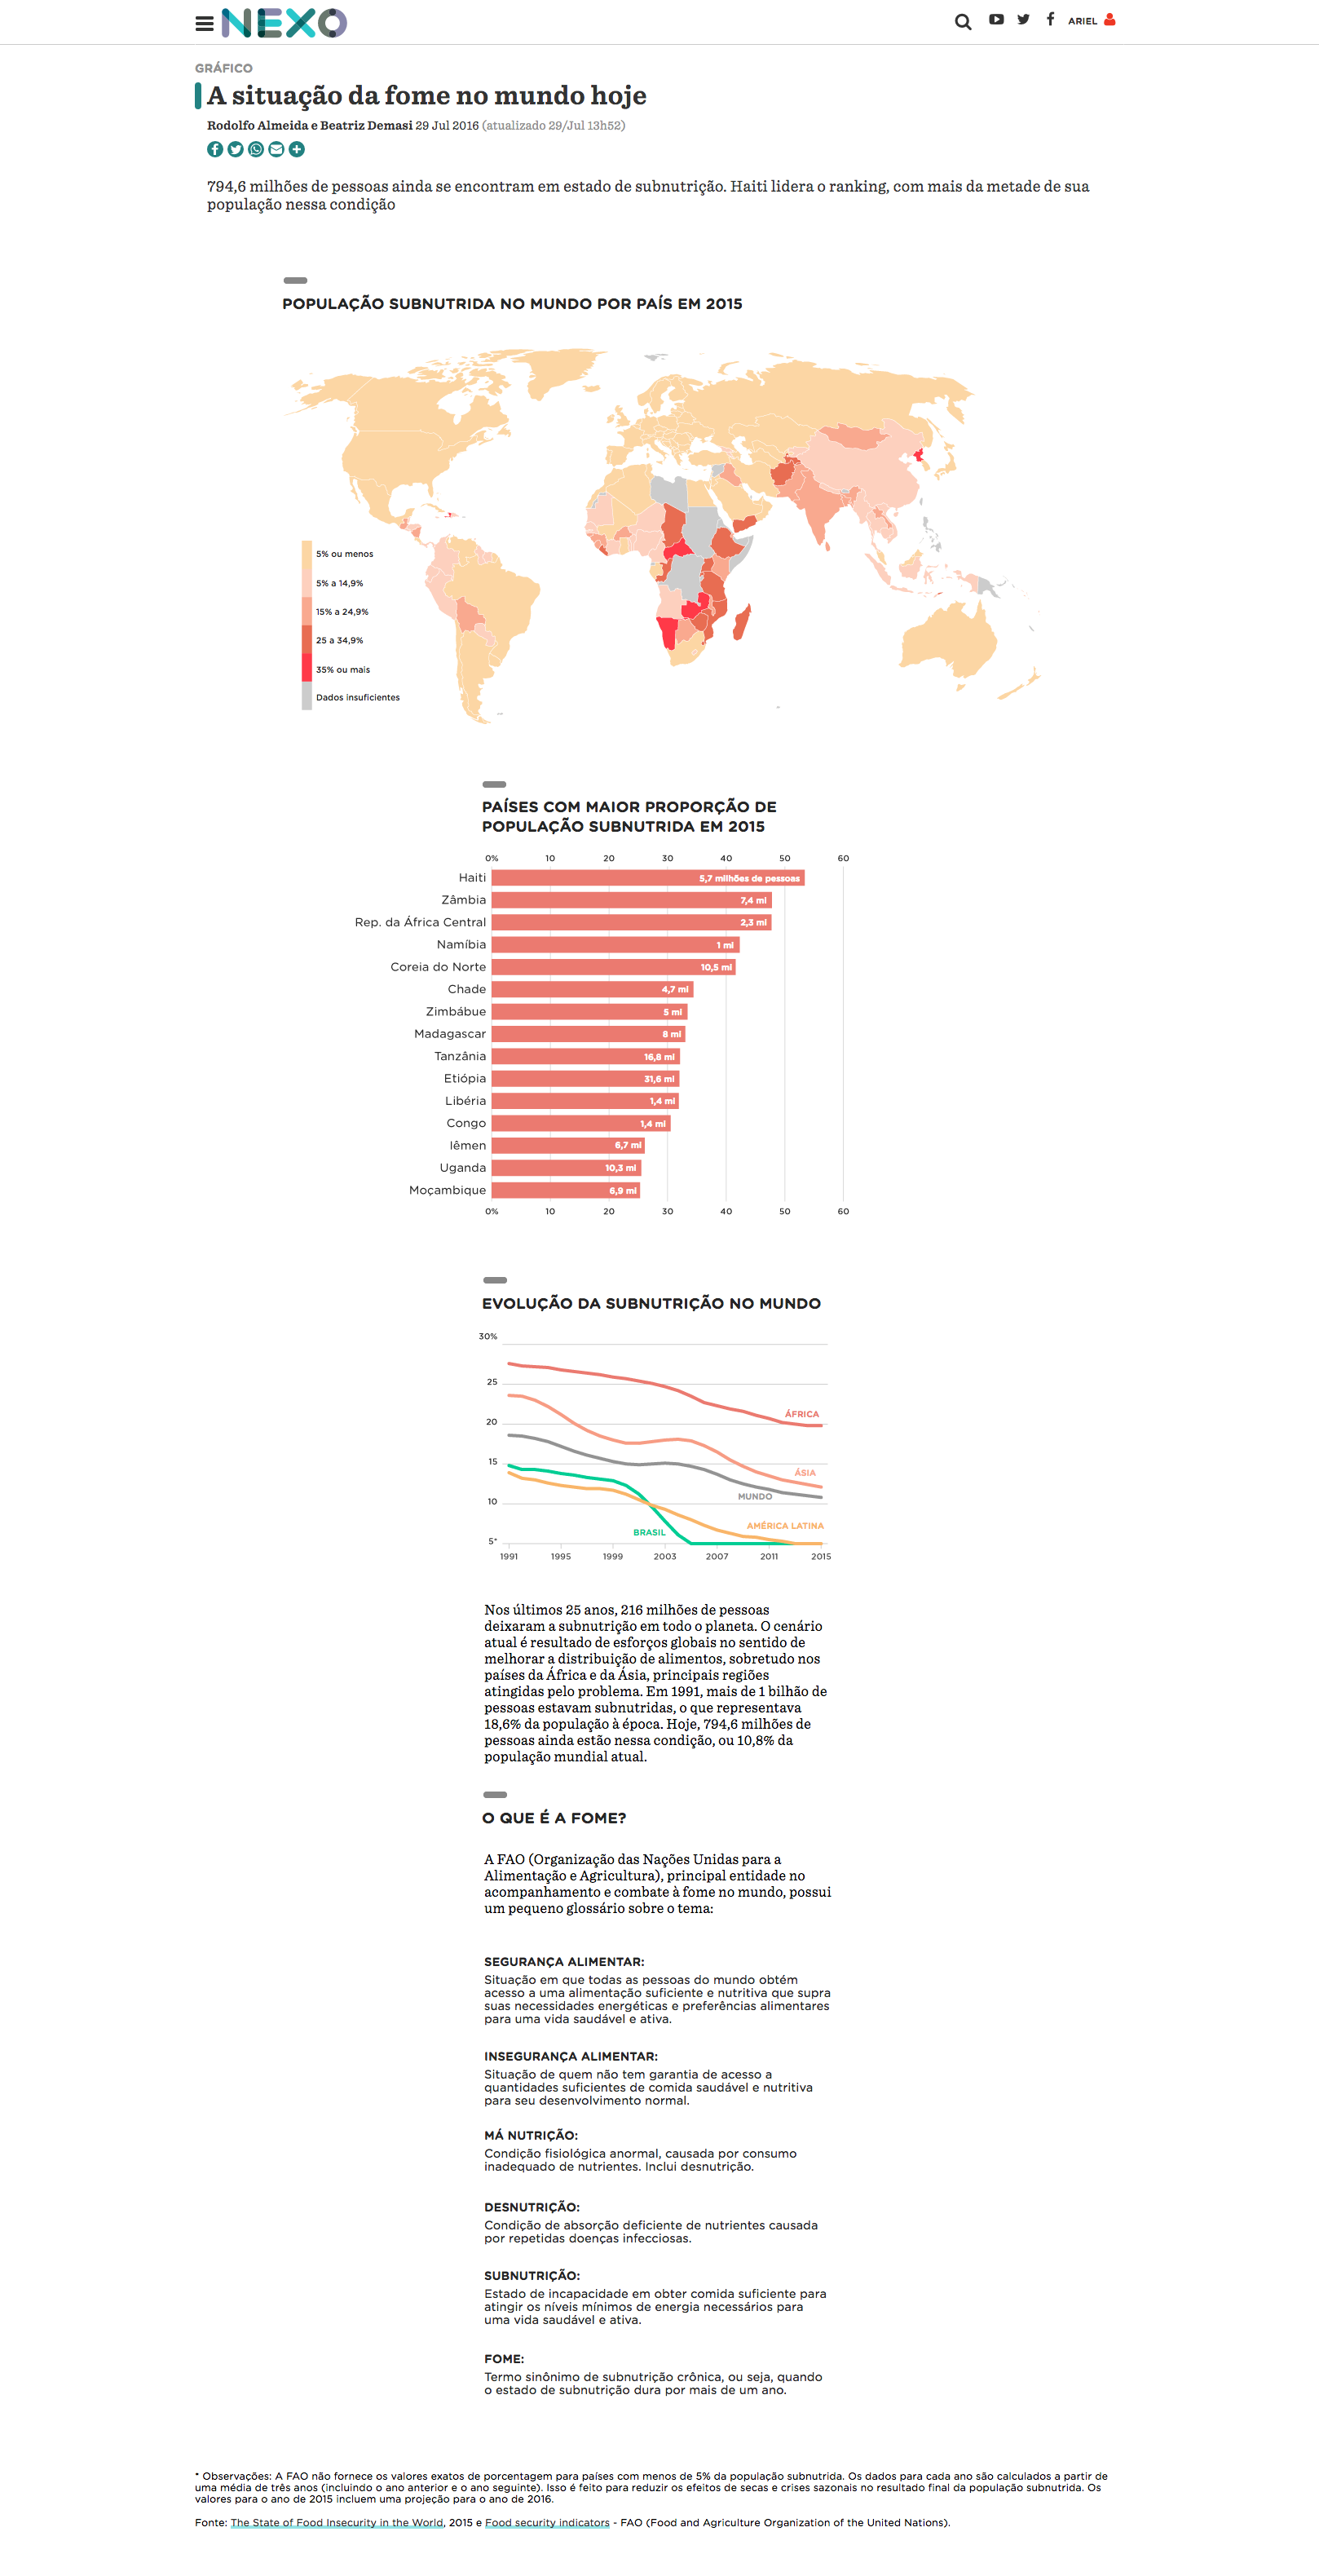 NEXO
ARIEL
GRÁFICO
A situação da fome no mundo hoje
Rodolfo Almeida e Beatriz Demasi 29 Jul 2016 (atualizado 29/Jul 13h52)
794,6 milhões de pessoas ainda se encontram em estado de subnutrição. Haiti lidera o ranking, com mais da metade de sua
população nessa condição
POPULAÇÃO SUBNUTRIDA NO MUNDO POR PAÍS EM 2015
5% ou menos
5% a 14,9%
15% a 24,9%
25 a 34,9%
35% ou mais
Dados insuficientes
PAÍSES COM MAIOR PROPORÇÃO DE
POPULAÇÃO SUBNUTRIDA EM 2015
0% 10 20 30 40 50 60
Haiti 5,7 milhões de pessoas
Zâmbia 7,4 mi
Rep. da África Central 2,3 mi
Namíbia 1 mi
Coreia do Norte 10,5 mi
Chade 4,7 mi
Zimbábue 5 mi
Madagascar 8 mi
Tanzânia 16,8 mi
Etiópia 31,6 mi
Libéria 1,4 mi
Congo 1,4 mi
Iêmen 6,7 mi
Uganda 10,3 mi
Moçambique 6,9 mi
0% 10 20 30 40 50 60
EVOLUÇÃO DA SUBNUTRIÇÃO NO MUNDO
30%
25
20
ÁFRICA
15
ÁSIA
MUNDO
10
AMÉRICA LATINA
BRASIL
5*
1991 1995 1999 2003 2007 2011 2015
Nos últimos 25 anos, 216 milhões de pessoas
deixaram a subnutrição em todo o planeta. O cenário
atual é resultado de esforços globais no sentido de
melhorar a distribuição de alimentos, sobretudo nos
países da África e da Ásia, principais regiões
atingidas pelo problema. Em 1991, mais de 1 bilhão de
pessoas estavam subnutridas, o que representava
18,6% da população à época. Hoje, 794,6 milhões de
pessoas ainda estão nessa condição, ou 10,8% da
população mundial atual.
O QUE É A FOME?
A FAO (Organização das Nações Unidas para a
Alimentação e Agricultura), principal entidade no
acompanhamento e combate à fome no mundo, possui
um pequeno glossário sobre o tema:
SEGURANÇA ALIMENTAR:
Situação em que todas as pessoas do mundo obtém
acesso a uma alimentação suficiente e nutritiva que supra
suas necessidades energéticas e preferências alimentares
para uma vida saudável e ativa.
INSEGURANÇA ALIMENTAR:
Situação de quem não tem garantia de acesso a
quantidades suficientes de comida saudável e nutritiva
para seu desenvolvimento normal.
MÁ NUTRIÇÃO:
Condição fisiológica anormal, causada por consumo
inadequado de nutrientes. Inclui desnutrição.
DESNUTRIÇÃO:
Condição de absorção deficiente de nutrientes causada
por repetidas doenças infecciosas.
SUBNUTRIÇÃO:
Estado de incapacidade em obter comida suficiente para
atingir os níveis mínimos de energia necessários para
uma vida saudável e ativa.
FOME:
Termo sinônimo de subnutrição crônica, ou seja, quando
o estado de subnutrição dura por mais de um ano.
* Observações: A FAO não fornece os valores exatos de porcentagem para países com menos de 5% da população subnutrida. Os dados para cada ano são calculados a partir de
uma média de três anos (incluindo o ano anterior e o ano seguinte). Isso é feito para reduzir os efeitos de secas e crises sazonais no resultado final da população subnutrida. Os
valores para o ano de 2015 incluem uma projeção para o ano de 2016.
Fonte: The State of Food Insecurity in the World, 2015 e Food security indicators - FAO (Food and Agriculture Organization of the United Nations).